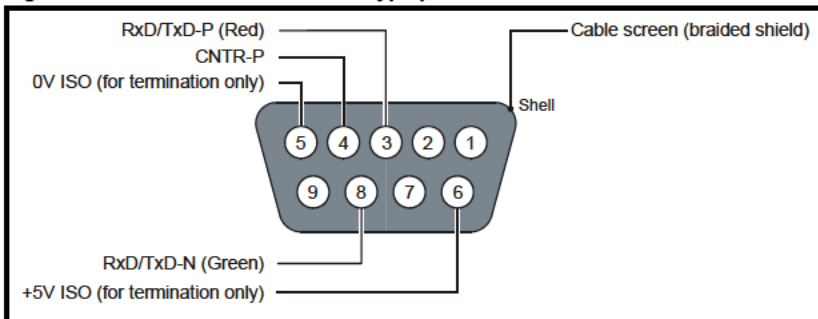 RxD/TxD-P (Red)
Cable screen (braided shield)
CNTR-P
0V ISO (for termination only)
Shell
5 4 3 2 1
9 8 7 6
RxD/TxD-N (Green)
+5V ISO (for termination only)